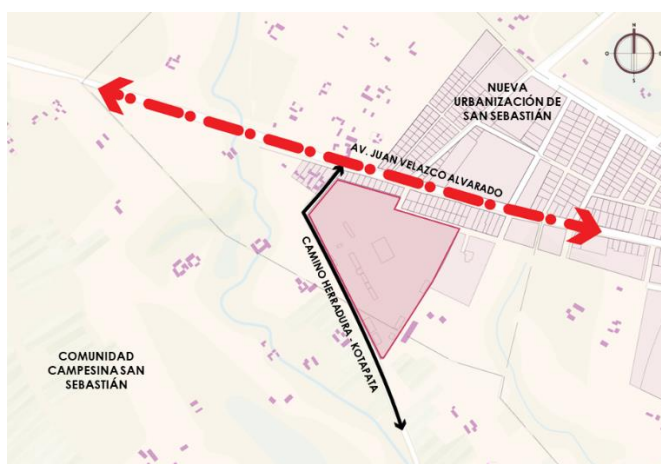 N
O
O
S
NUEVA
URBANIZACIÓN DE
SAN SEBASTIÁN
AV. JUAN VELAZCO ALVARADO
CAMINO HERRADURA - KOTAPATA
COMUNIDAD
CAMPESINA SAN
SEBASTIÁN